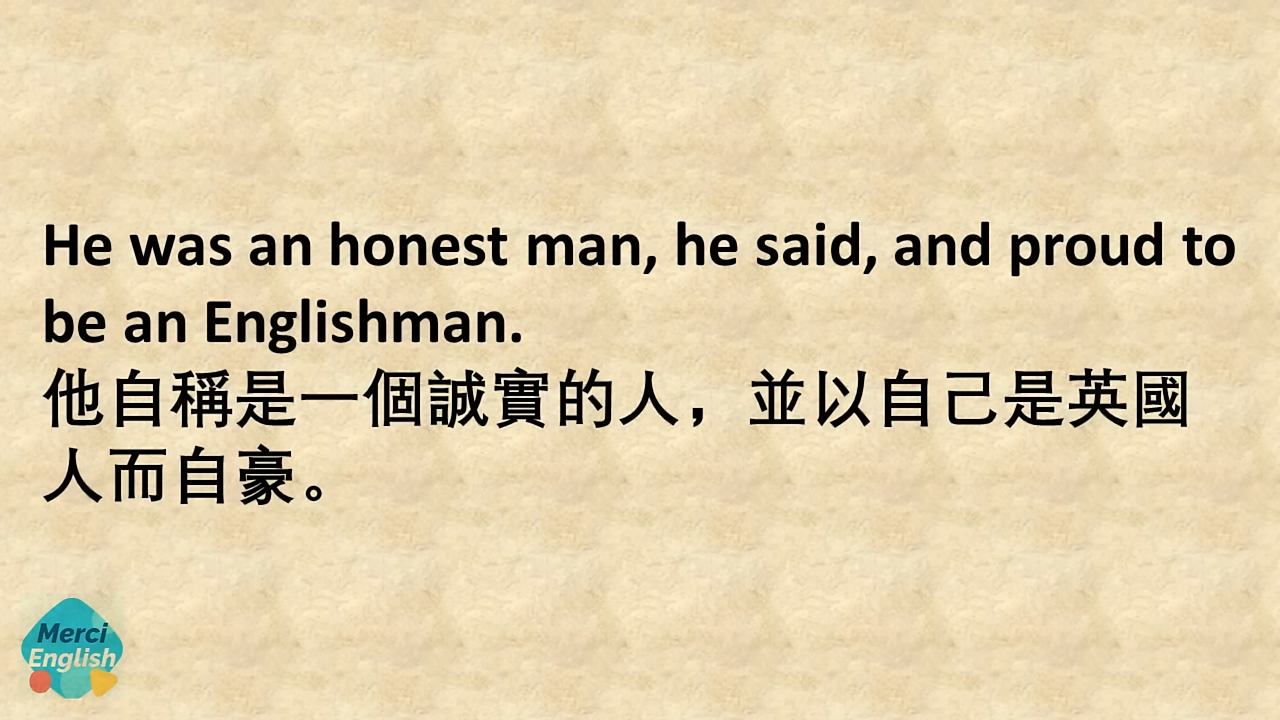 He was an honest man, he said, and proud to
be an Englishman.
他自稱是一個誠實的人，並以自己是英國
人而自豪。
Merci
English